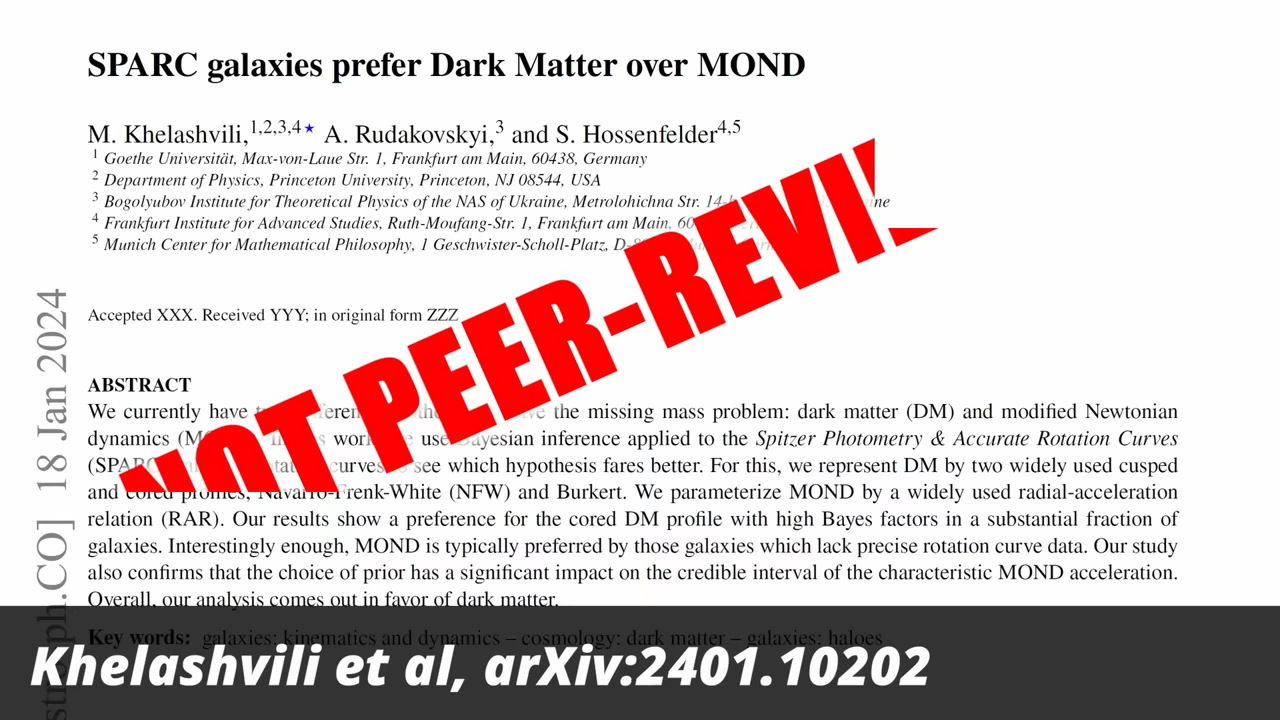 SPARC galaxies prefer Dark Matter over MOND
M. Khelashvili,1,2,3,4⋆ A. Rudakovskyi,3 and S. Hossenfelder4,5
1 Goethe Universität, Max-von-Laue Str. 1, Frankfurt am Main, 60438, Germany
2 Department of Physics, Princeton University, Princeton, NJ 08544, USA
3 Bogolyubov Institute for Theoretical Physics of the NAS of Ukraine, Metrolohichna Str.
4 Frankfurt Institute for Advanced Studies, Ruth-Moufang-Str. 1, Frankfurt am Main,
5 Munich Center for Mathematical Philosophy, 1 Geschwister-Scholl-Platz,
Accepted XXX. Received YYY; in original form ZZZ
NOT PEER-REVI
18 Jan 2024
ABSTRACT
We currently have the missing mass problem: dark matter (DM) and modified Newtonian
dynamics use Bayesian inference applied to the Spitzer Photometry & Accurate Rotation Curves
(SPARC curves to see which hypothesis fares better. For this, we represent DM by two widely used cusped
and cored profiles, Navarro-Frenk-White (NFW) and Burkert. We parameterize MOND by a widely used radial-acceleration
relation (RAR). Our results show a preference for the cored DM profile with high Bayes factors in a substantial fraction of
galaxies. Interestingly enough, MOND is typically preferred by those galaxies which lack precise rotation curve data. Our study
also confirms that the choice of prior has a significant impact on the credible interval of the characteristic MOND acceleration.
Overall, our analysis comes out in favor of dark matter.
Key words: galaxies: kinematics and dynamics – cosmology: dark matter – galaxies: haloes
Khelashvili et al, arXiv:2401.10202